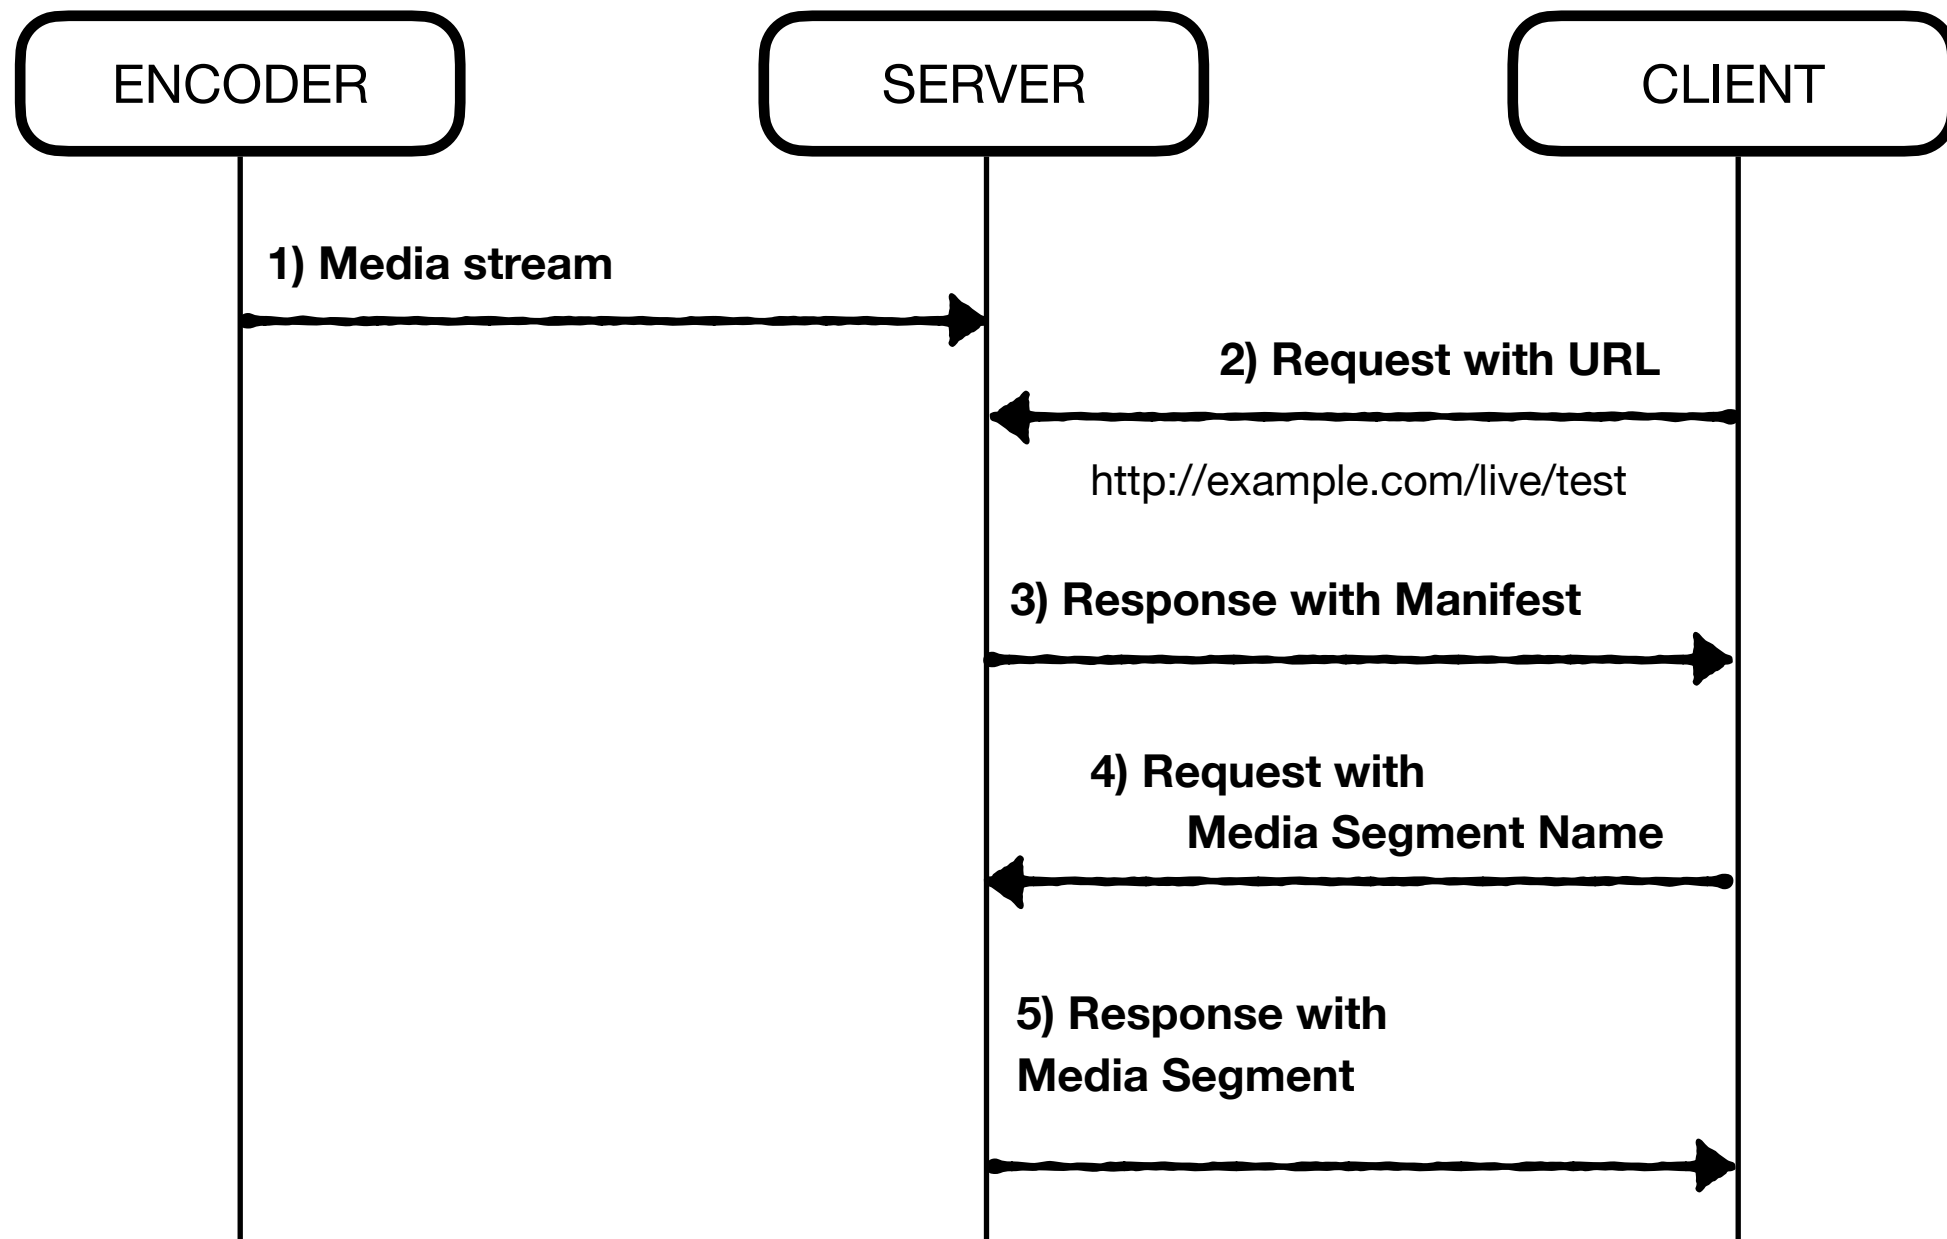 ENCODER
SERVER
CLIENT
1) Media stream
2) Request with URL
http://example.com/live/test
3) Response with Manifest
4) Request with
Media Segment Name
5) Response with
Media Segment